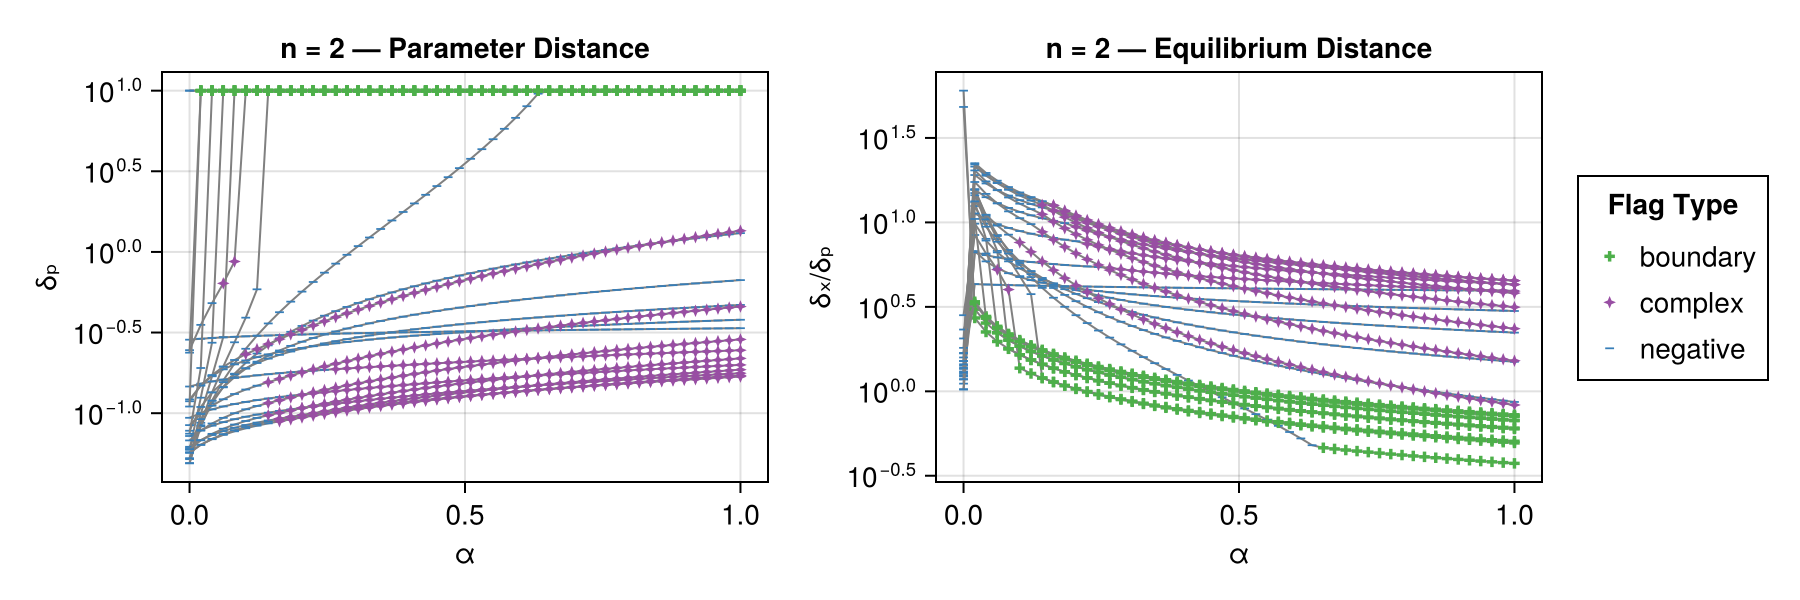 n = 2 — Parameter Distance
10^1.0
10^0.5
10^0.0
10^−0.5
10^−1.0
δₚ
0.0 0.5 1.0
α
n = 2 — Equilibrium Distance
10^1.5
10^1.0
10^0.5
10^0.0
10^−0.5
δₓ/δₚ
0.0 0.5 1.0
α
Flag Type
boundary
complex
negative